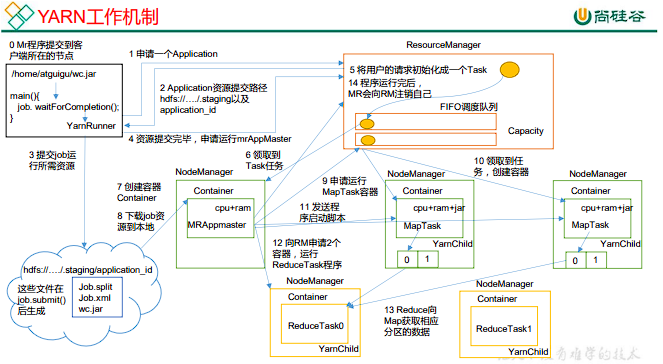 YARN工作机制
尚硅谷
0 Mr程序提交到客
户端所在的节点
/home/atguigu/wc.jar
main(){
job. waitForCompletion();
}
YarnRunner
1 申请一个Application
2 Application资源提交路径
hdfs://…./.staging以及
application_id
4 资源提交完毕，申请运行mrAppMaster
ResourceManager
5 将用户的请求初始化成一个Task
14 程序运行完后，
MR会向RM注销自己
FIFO调度队列
Capacity
3 提交job运
行所需资源
6 领取到
Task任务
7 创建容器
Container
8 下载job资
源到本地
NodeManager
Container
cpu+ram
MRAppmaster
9 申请运行
MapTask容器
11 发送程
序启动脚本
10 领取到任
务，创建容器
NodeManager
Container
cpu+ram+jar
MapTask
YarnChild
0 1
NodeManager
Container
cpu+ram+jar
MapTask
YarnChild
0 1
hdfs://…./.staging/application_id
这些文件在
job.submit()
后生成
Job.split
Job.xml
wc.jar
12 向RM申请2个
容器，运行
ReduceTask程序
NodeManager
Container
ReduceTask0
YarnChild
13 Reduce向
Map获取相应
分区的数据
NodeManager
Container
ReduceTask1
YarnChild